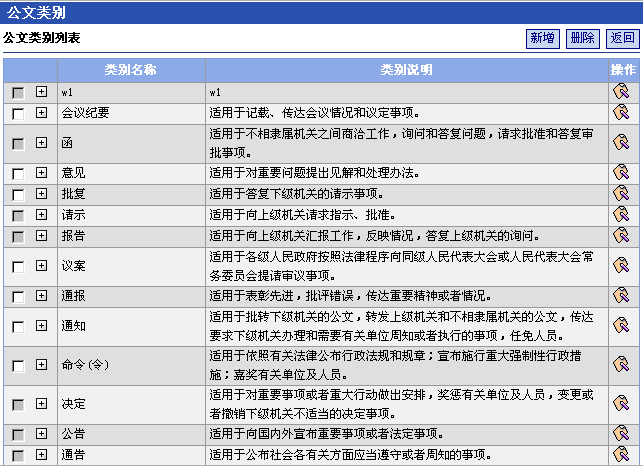 公文类别
公文类别列表 新增 删除 返回
类别名称 类别说明 操作
w1 w1
会议纪要 适用于记载、传达会议情况和议定事项。
函 适用于不相隶属机关之间商洽工作，询问和答复问题，请求批准和答复审
批事项。
意见 适用于对重要问题提出见解和处理办法。
批复 适用于答复下级机关的请示事项。
请示 适用于向上级机关请求指示、批准。
报告 适用于向上级机关汇报工作，反映情况，答复上级机关的询问。
议案 适用于各级人民政府按照法律程序向同级人民代表大会或人民代表大会常
务委员会提请审议事项。
通报 适用于表彰先进，批评错误，传达重要精神或者情况。
通知 适用于批转下级机关的公文，转发上级机关和不相隶属机关的公文，传达
要求下级机关办理和需要有关单位周知或者执行的事项，任免人员。
命令(令) 适用于依照有关法律公布行政法规和规章；宣布施行重大强制性行政措
施；嘉奖有关单位及人员。
决定 适用于对重要事项或者重大行动做出安排，奖惩有关单位及人员，变更或
者撤销下级机关不适当的决定事项。
公告 适用于向国内外宣布重要事项或者法定事项。
通告 适用于公布社会各有关方面应当遵守或者周知的事项。